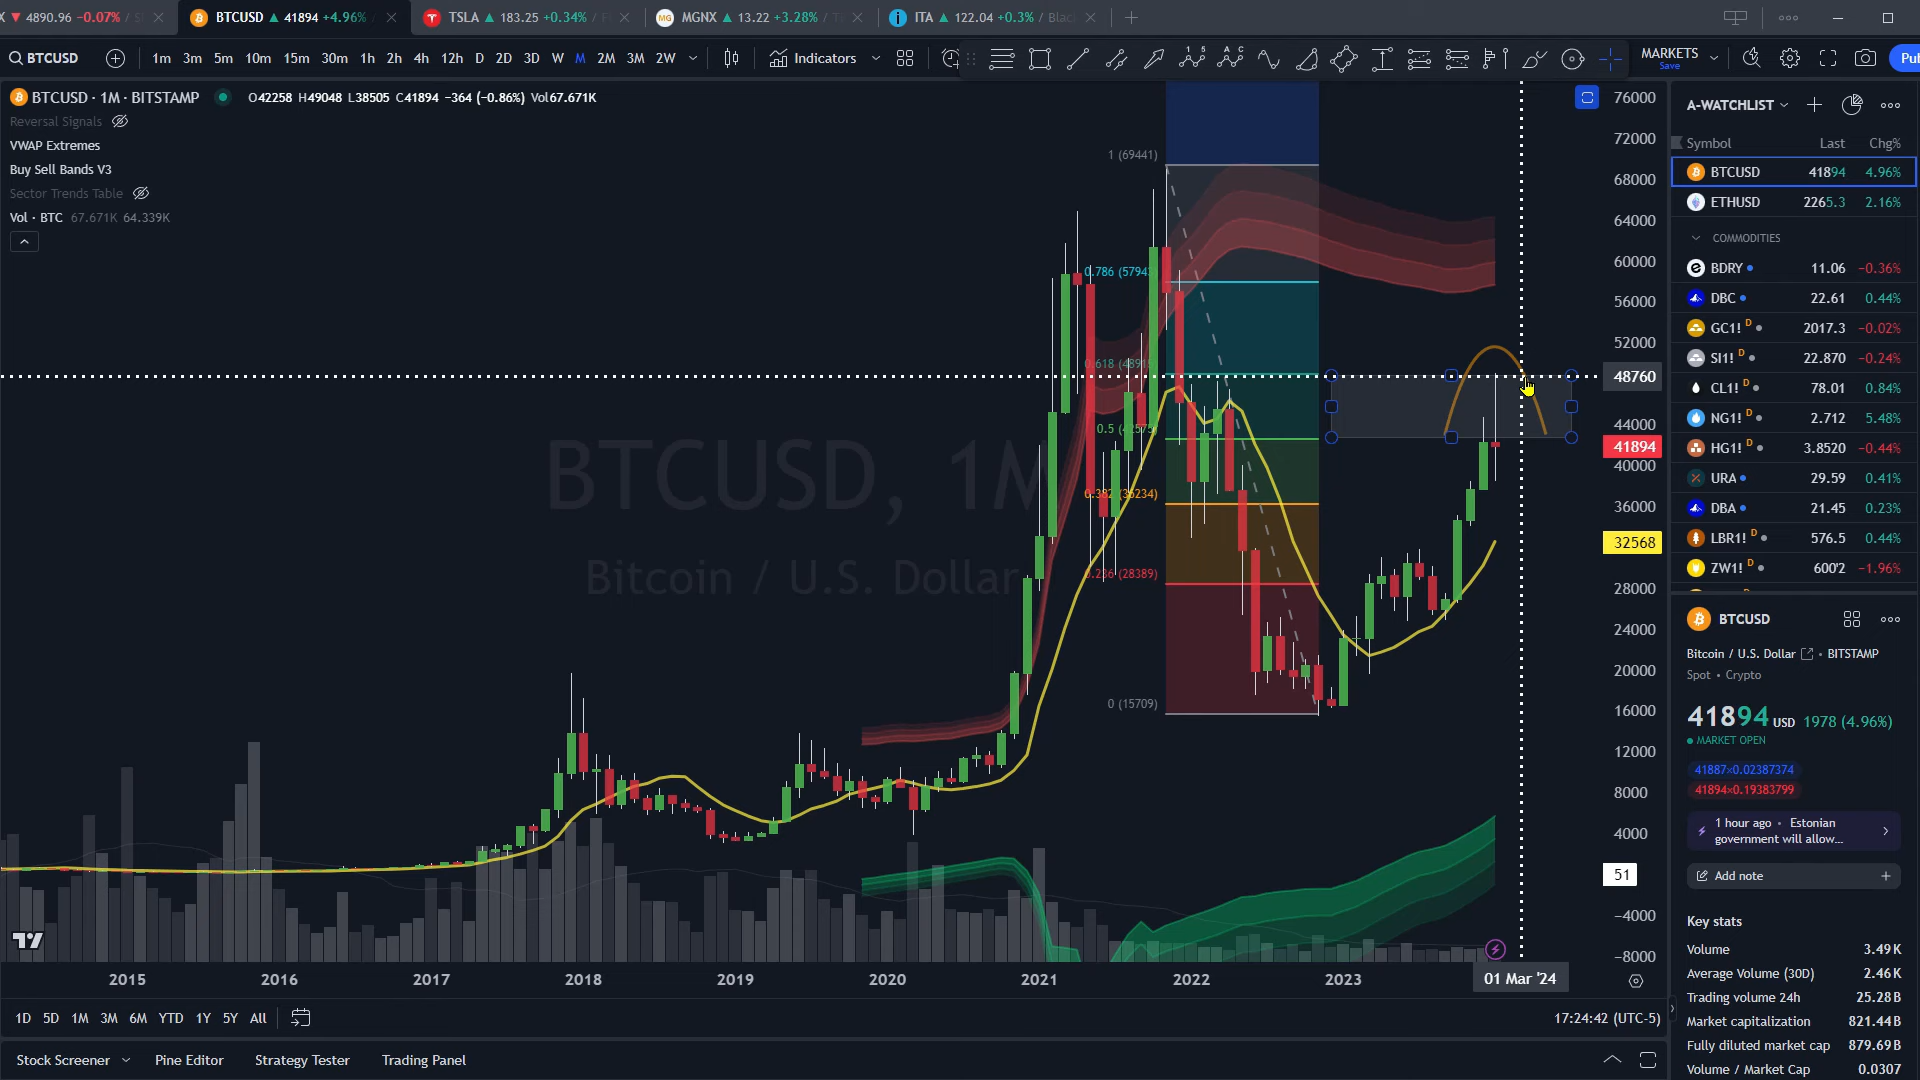 X ▼ 4890.96 −0.07% /
BTCUSD ▲ 41894 +4.96% /
TSLA ▲ 183.25 +0.34% /
MGNX ▲ 13.22 +3.28% /
ITA ▲ 122.04 +0.3% / Blac
BTCUSD
1m 3m 5m 10m 15m 30m 1h 2h 4h 12h D 2D 3D W M 2M 3M 2W
Indicators
MARKETS
Save
Pub
BTCUSD · 1M · BITSTAMP
O42258 H49048 L38505 C41894 −364 (−0.86%) Vol67.671K
Reversal Signals
VWAP Extremes
Buy Sell Bands V3
Sector Trends Table
Vol · BTC 67.671K 64.339K
BTCUSD, 1M
Bitcoin / U.S. Dollar
1 (69441)
0.786 (5794
0.5 (42575)
0.236 (28389)
0 (15709)
76000
72000
68000
64000
60000
56000
52000
48760
44000
41894
40000
36000
32568
28000
24000
20000
16000
12000
8000
4000
51
−4000
−8000
2015 2016 2017 2018 2019 2020 2021 2022 2023 01 Mar '24
1D 5D 1M 3M 6M YTD 1Y 5Y All
17:24:42 (UTC-5)
Stock Screener Pine Editor Strategy Tester Trading Panel
A-WATCHLIST
Symbol Last Chg%
BTCUSD 41894 4.96%
ETHUSD 2265.3 2.16%
COMMODITIES
BDRY 11.06 −0.36%
DBC 22.61 0.44%
GC1! D 2017.3 −0.02%
SI1! D 22.870 −0.24%
CL1! D 78.01 0.84%
NG1! D 2.712 5.48%
HG1! D 3.8520 −0.44%
URA 29.59 0.41%
DBA 21.45 0.23%
LBR1! D 576.5 0.44%
ZW1! D 600'2 −1.96%
BTCUSD
Bitcoin / U.S. Dollar • BITSTAMP
Spot • Crypto
41894 USD 1978 (4.96%)
MARKET OPEN
41887×0.02387374
41894×0.19383799
1 hour ago • Estonian
government will allow...
Add note
Key stats
Volume 3.49K
Average Volume (30D) 2.46K
Trading volume 24h 25.28B
Market capitalization 821.44B
Fully diluted market cap 879.69B
Volume / Market Cap 0.0307